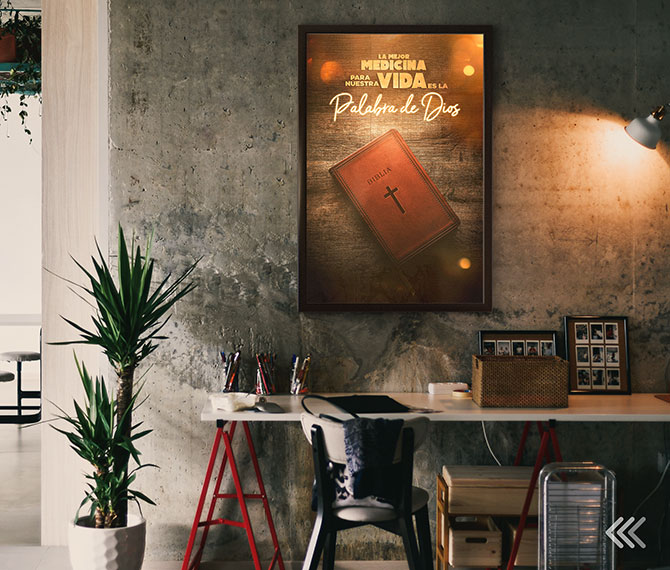 LA MEJOR
MEDICINA
PARA NUESTRA VIDA ES LA
Palabra de Dios
BIBLIA